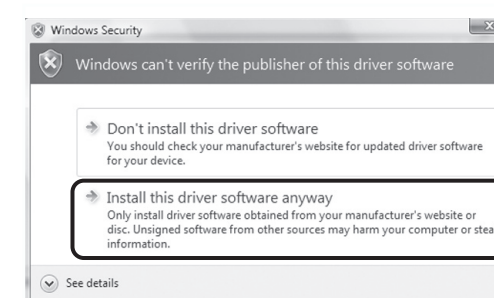 Windows Security
Windows can't verify the publisher of this driver software
Don't install this driver software
You should check your manufacturer's website for updated driver software
for your device.
Install this driver software anyway
Only install driver software obtained from your manufacturer's website or
disc. Unsigned software from other sources may harm your computer or
information.
See details